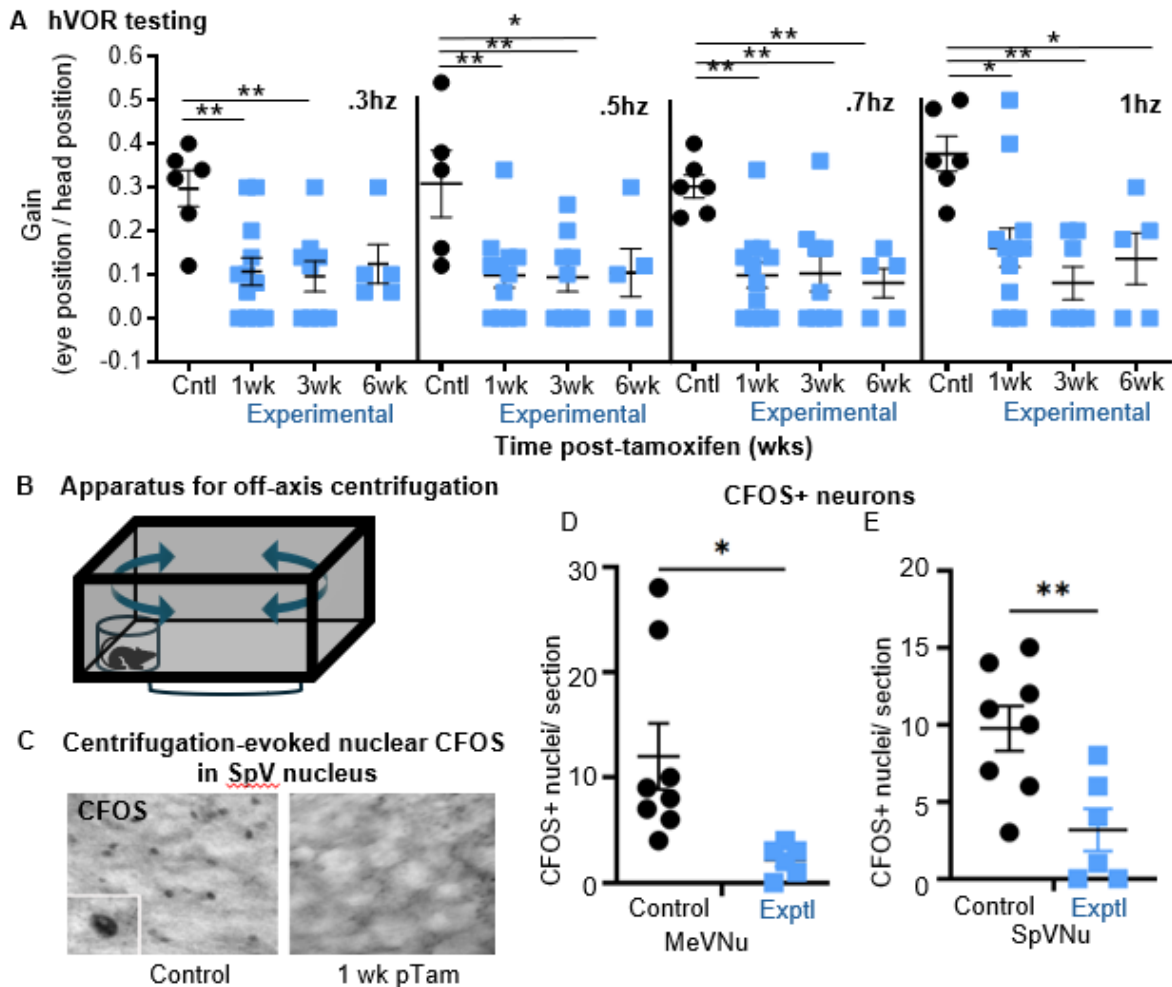 A hVOR testing
** ** .3hz
** ** * .5hz
** ** ** .7hz
* ** * 1hz
Gain
(eye position / head position)
0.6
0.5
0.4
0.3
0.2
0.1
0.0
-0.1
Cntl 1wk 3wk 6wk Cntl 1wk 3wk 6wk Cntl 1wk 3wk 6wk Cntl 1wk 3wk 6wk
Experimental Experimental Experimental Experimental
Time post-tamoxifen (wks)
B Apparatus for off-axis centrifugation
C Centrifugation-evoked nuclear CFOS
in SpV nucleus
CFOS
Control 1 wk pTam
CFOS+ neurons
D
*
CFOS+ nuclei/ section
30
20
10
0
Control Exptl
MeVNu
E
**
CFOS+ nuclei/ section
20
15
10
5
0
Control Exptl
SpVNu